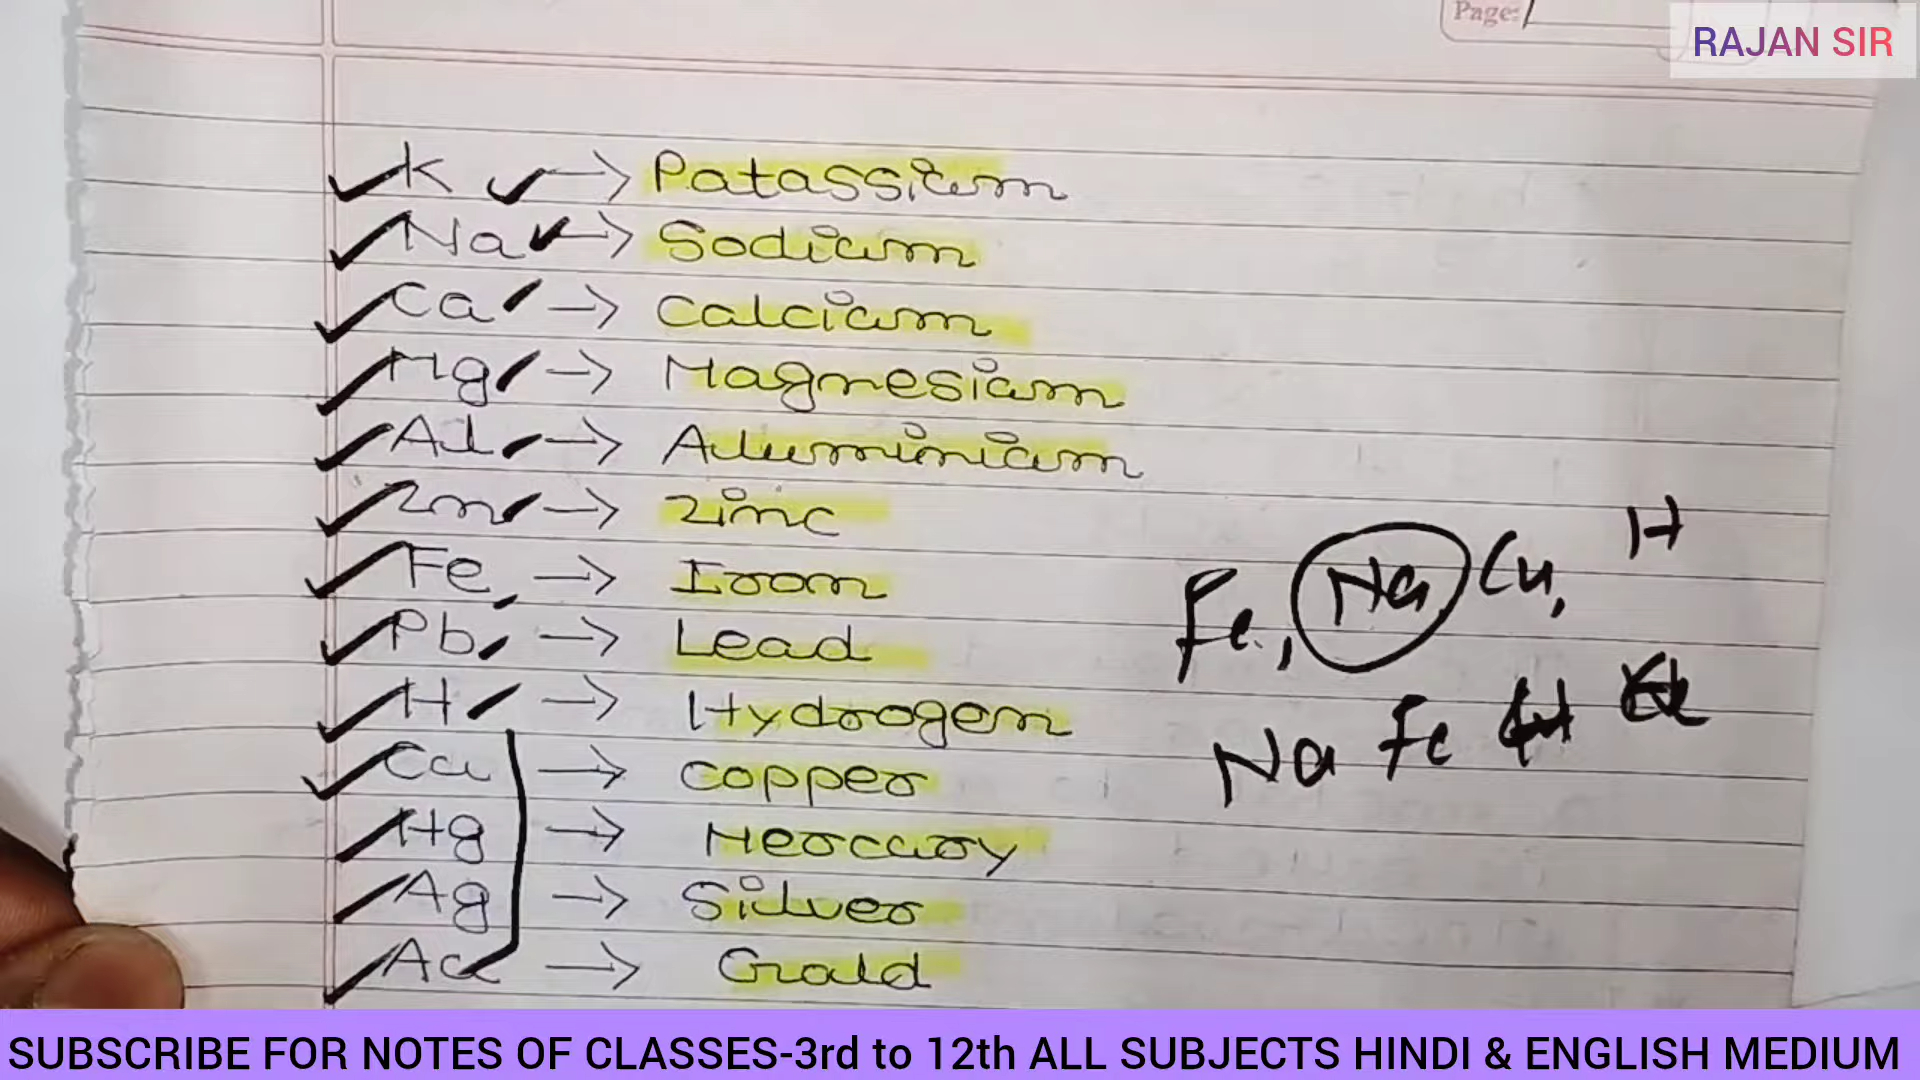 Page:
RAJAN SIR
K → Patassium
Na → Sodium
Ca → Calcium
Mg → Magnesium
Al → Aluminium
Zn → Zinc
Fe → Iron
Pb → Lead
H → Hydrogen
Cu → Copper
Hg → Mercury
Ag → Silver
Au → Gold
Fe, Na, Cu, H
Na Fe
SUBSCRIBE FOR NOTES OF CLASSES-3rd to 12th ALL SUBJECTS HINDI & ENGLISH MEDIUM